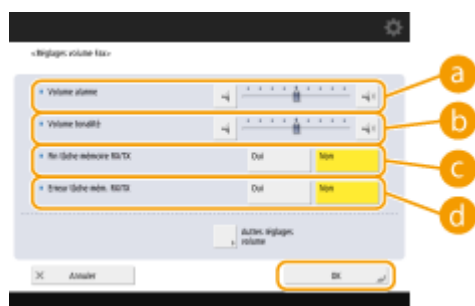 <Réglages volume Fax>
Volume alarme
a
Volume tonalité
b
Fin tâche mémoire RX/TX Oui Non
c
Erreur tâche mém. RX/TX Oui Non
d
Autres réglages
volume
Annuler OK